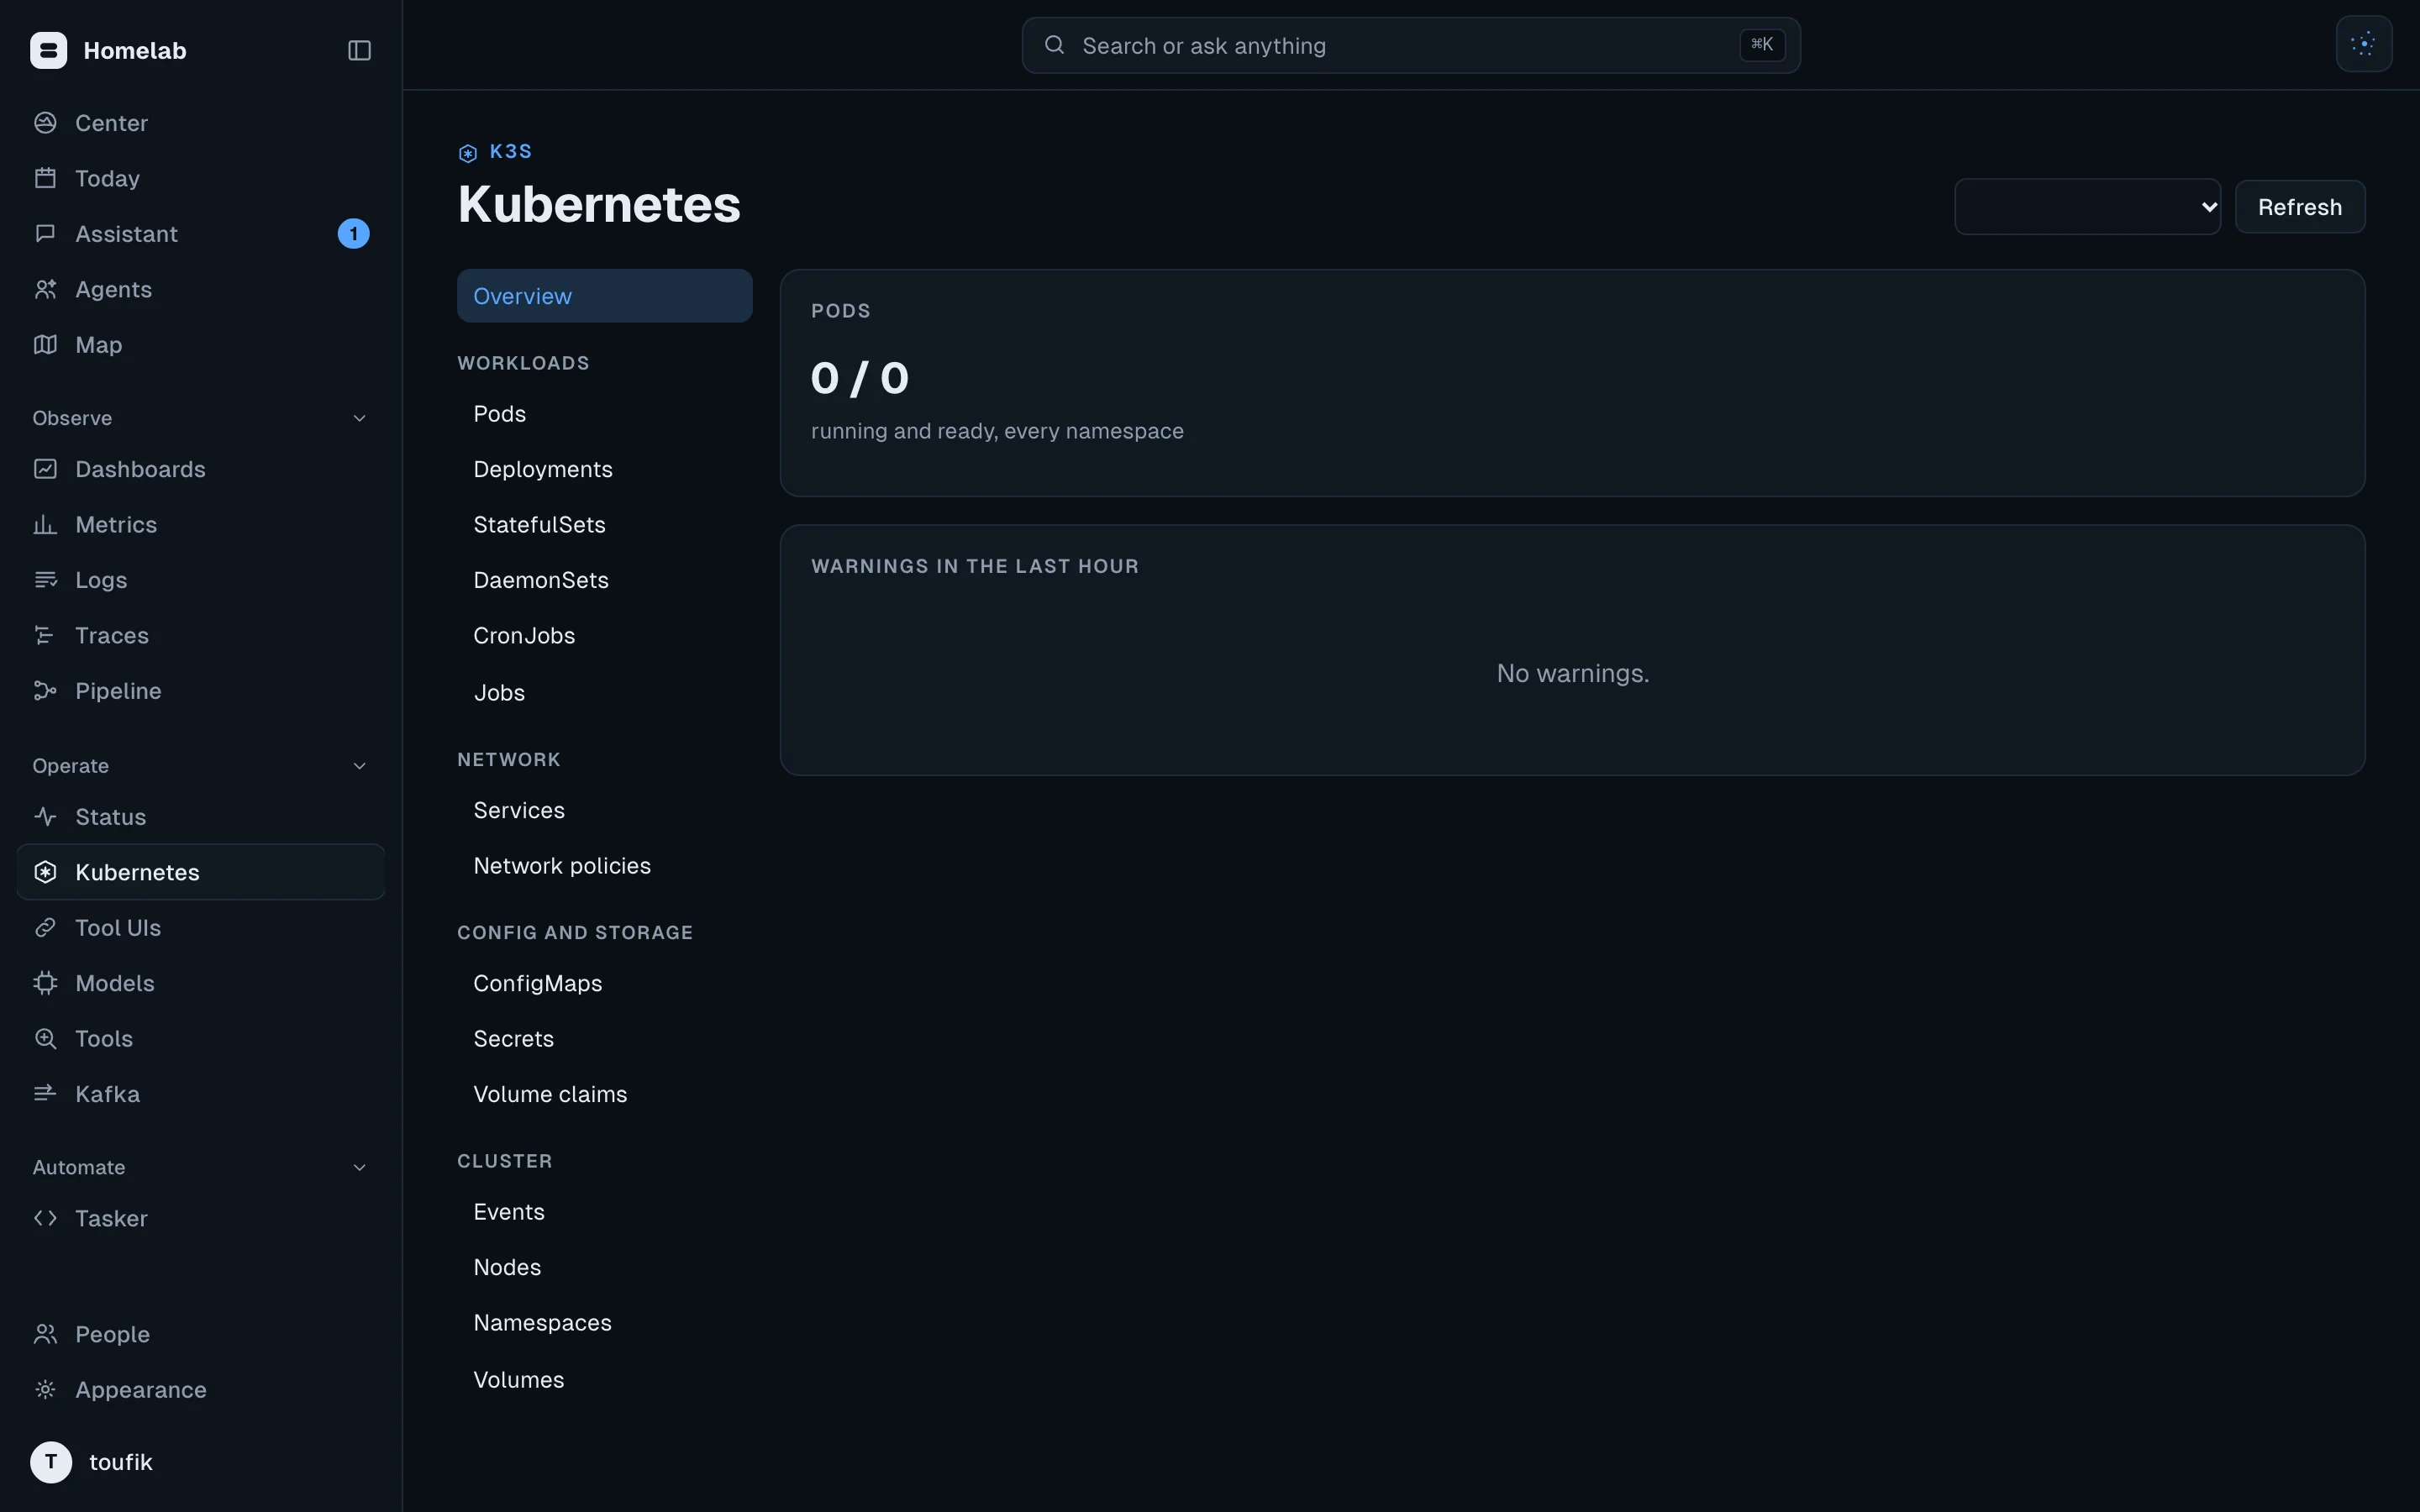 Homelab
Search or ask anything
⌘K
Center
Today
Assistant
1
Agents
Map
Observe
Dashboards
Metrics
Logs
Traces
Pipeline
Operate
Status
Kubernetes
Tool UIs
Models
Tools
Kafka
Automate
Tasker
People
Appearance
T
toufik
K3S
Kubernetes
Refresh
Overview
WORKLOADS
Pods
Deployments
StatefulSets
DaemonSets
CronJobs
Jobs
NETWORK
Services
Network policies
CONFIG AND STORAGE
ConfigMaps
Secrets
Volume claims
CLUSTER
Events
Nodes
Namespaces
Volumes
PODS
0 / 0
running and ready, every namespace
WARNINGS IN THE LAST HOUR
No warnings.